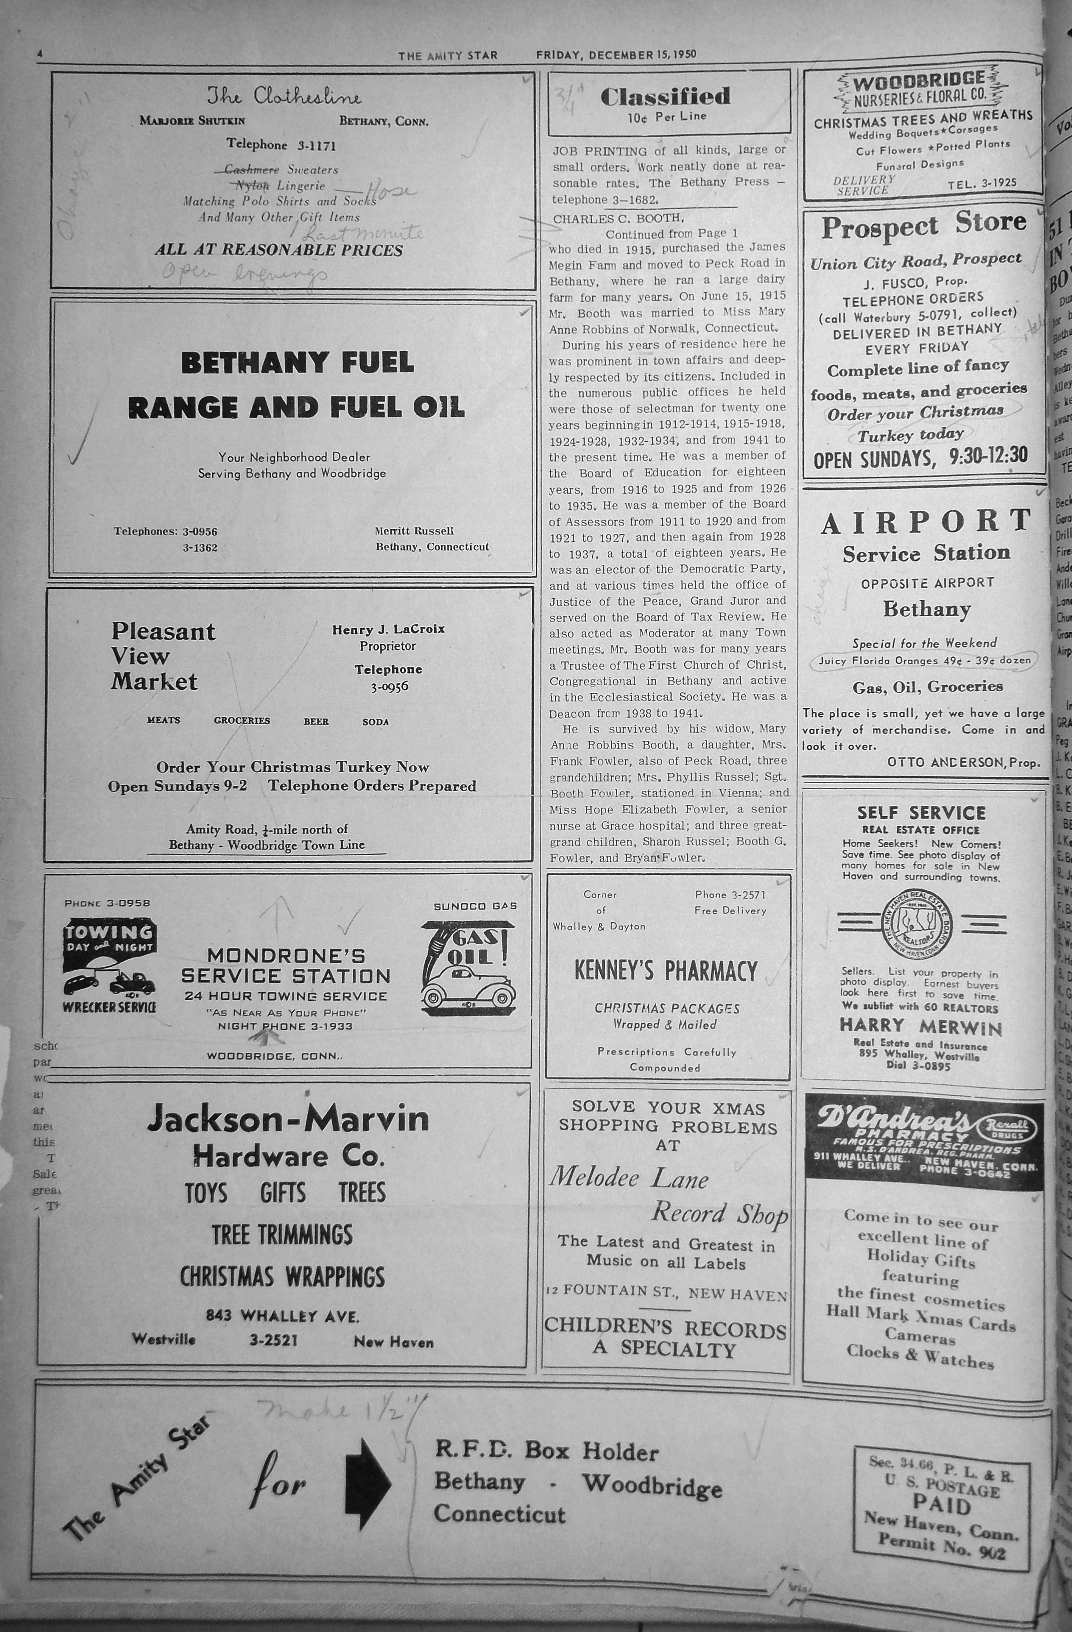 4
THE AMITY STAR FRIDAY, DECEMBER 15, 1950
The Clothesline
MARJORIE SHUTKIN BETHANY, CONN.
Telephone 3-1171
Cashmere Sweaters
Nylon Lingerie Hose
Matching Polo Shirts and Socks
And Many Other Gift Items
Last minute
ALL AT REASONABLE PRICES
Open Evenings
BETHANY FUEL
RANGE AND FUEL OIL
Your Neighborhood Dealer
Serving Bethany and Woodbridge
Telephones: 3-0956 Merritt Russell
3-1362 Bethany, Connecticut
Pleasant
View
Market
Henry J. LaCroix
Proprietor
Telephone
3-0956
MEATS GROCERIES BEER SODA
Order Your Christmas Turkey Now
Open Sundays 9-2 Telephone Orders Prepared
Amity Road, ¼-mile north of
Bethany - Woodbridge Town Line
PHONE 3-0958
TOWING
DAY and NIGHT
WRECKER SERVICE
SUNOCO GAS
GAS!
OIL!
MONDRONE'S
SERVICE STATION
24 HOUR TOWING SERVICE
"AS NEAR AS YOUR PHONE"
NIGHT PHONE 3-1933
WOODBRIDGE, CONN..
Jackson-Marvin
Hardware Co.
TOYS GIFTS TREES
TREE TRIMMINGS
CHRISTMAS WRAPPINGS
843 WHALLEY AVE.
Westville 3-2521 New Haven
3/4"
Classified
10¢ Per Line
JOB PRINTING of all kinds, large or
small orders. Work neatly done at rea-
sonable rates. The Bethany Press -
telephone 3-1682.
CHARLES C. BOOTH,
Continued from Page 1
who died in 1915, purchased the James
Megin Farm and moved to Peck Road in
Bethany, where he ran a large dairy
farm for many years. On June 15, 1915
Mr. Booth was married to Miss Mary
Anne Robbins of Norwalk, Connecticut.
During his years of residence here he
was prominent in town affairs and deep-
ly respected by its citizens. Included in
the numerous public offices he held
were those of selectman for twenty one
years beginning in 1912-1914, 1915-1918,
1924-1928, 1932-1934, and from 1941 to
the present time. He was a member of
the Board of Education for eighteen
years, from 1916 to 1925 and from 1926
to 1935. He was a member of the Board
of Assessors from 1911 to 1920 and from
1921 to 1927, and then again from 1928
to 1937, a total of eighteen years. He
was an elector of the Democratic Party,
and at various times held the office of
Justice of the Peace, Grand Juror and
served on the Board of Tax Review. He
also acted as Moderator at many Town
meetings. Mr. Booth was for many years
a Trustee of The First Church of Christ,
Congregational in Bethany and active
in the Ecclesiastical Society. He was a
Deacon from 1938 to 1941.
He is survived by his widow, Mary
Anne Robbins Booth, a daughter, Mrs.
Frank Fowler, also of Peck Road, three
grandchildren; Mrs. Phyllis Russel; Sgt.
Booth Fowler, stationed in Vienna; and
Miss Hope Elizabeth Fowler, a senior
nurse at Grace hospital; and three great-
grand children, Sharon Russel; Booth G.
Fowler, and Bryan Fowler.
Corner Phone 3-2571
of Free Delivery
Whalley & Dayton
KENNEY'S PHARMACY
CHRISTMAS PACKAGES
Wrapped & Mailed
Prescriptions Carefully
Compounded
SOLVE YOUR XMAS
SHOPPING PROBLEMS
AT
Melodee Lane
Record Shop
The Latest and Greatest in
Music on all Labels
12 FOUNTAIN ST., NEW HAVEN
CHILDREN'S RECORDS
A SPECIALTY
WOODBRIDGE
NURSERIES & FLORAL CO.
CHRISTMAS TREES AND WREATHS
Wedding Boquets * Corsages
Cut Flowers * Potted Plants
Funeral Designs
DELIVERY
SERVICE TEL. 3-1925
Prospect Store
Union City Road, Prospect
J. FUSCO, Prop.
TELEPHONE ORDERS
(call Waterbury 5-0791, collect)
DELIVERED IN BETHANY
EVERY FRIDAY
Complete line of fancy
foods, meats, and groceries
Order your Christmas
Turkey today
OPEN SUNDAYS, 9:30-12:30
AIRPORT
Service Station
OPPOSITE AIRPORT
Bethany
Special for the Weekend
Juicy Florida Oranges 49¢ - 39¢ dozen
Gas, Oil, Groceries
The place is small, yet we have a large
variety of merchandise. Come in and
look it over.
OTTO ANDERSON, Prop.
SELF SERVICE
REAL ESTATE OFFICE
Home Seekers! New Comers!
Save time. See photo display of
many homes for sale in New
Haven and surrounding towns.
THE NEW HAVEN REAL ESTATE BOARD
REALTORS
NEW HAVEN CONN
Sellers. List your property in
photo display. Earnest buyers
look here first to save time.
We sublist with 60 REALTORS
HARRY MERWIN
Real Estate and Insurance
895 Whalley, Westville
Dial 3-0895
D'Andrea's
PHARMACY
Rexall
DRUGS
FAMOUS FOR PRESCRIPTIONS
N.S. D'ANDREA, REG. PHARM.
911 WHALLEY AVE., NEW HAVEN, CONN.
WE DELIVER PHONE 3-0642
Come in to see our
excellent line of
Holiday Gifts
featuring
the finest cosmetics
Hall Mark Xmas Cards
Cameras
Clocks & Watches
Make 1 1/2"
The Amity Star
for
R.F.D. Box Holder
Bethany - Woodbridge
Connecticut
Sec. 34.66, P. L. & R.
U. S. POSTAGE
PAID
New Haven, Conn.
Permit No. 902